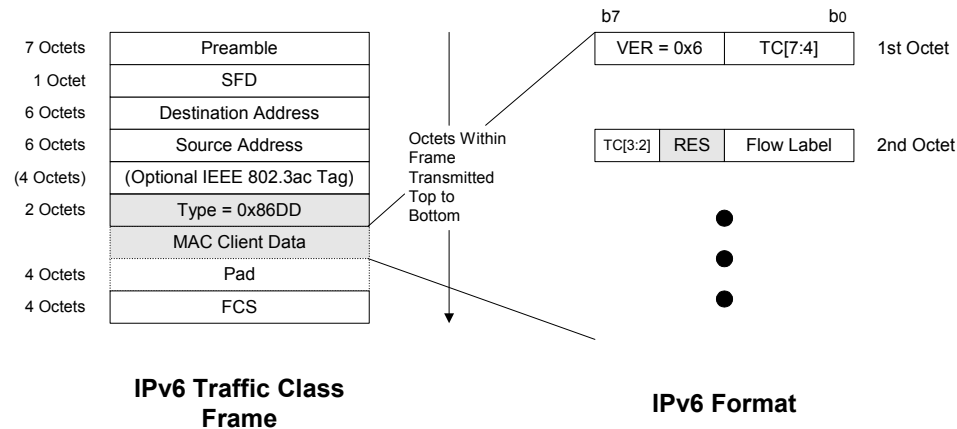 b7 b0
7 Octets Preamble VER = 0x6 TC[7:4] 1st Octet
1 Octet SFD
6 Octets Destination Address
6 Octets Source Address
Octets Within
Frame
Transmitted
Top to
Bottom
TC[3:2] RES Flow Label 2nd Octet
(4 Octets) (Optional IEEE 802.3ac Tag)
2 Octets Type = 0x86DD
MAC Client Data
4 Octets Pad
4 Octets FCS
IPv6 Traffic Class
Frame
IPv6 Format